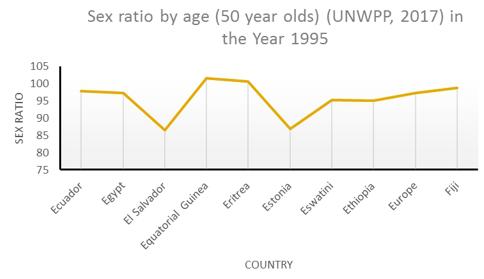 Sex ratio by age (50 year olds) (UNWPP, 2017) in
the Year 1995
105
100
95
90
85
80
75
SEX RATIO
Ecuador
Egypt
El Salvador
Equatorial Guinea
Eritrea
Estonia
Eswatini
Ethiopia
Europe
Fiji
COUNTRY